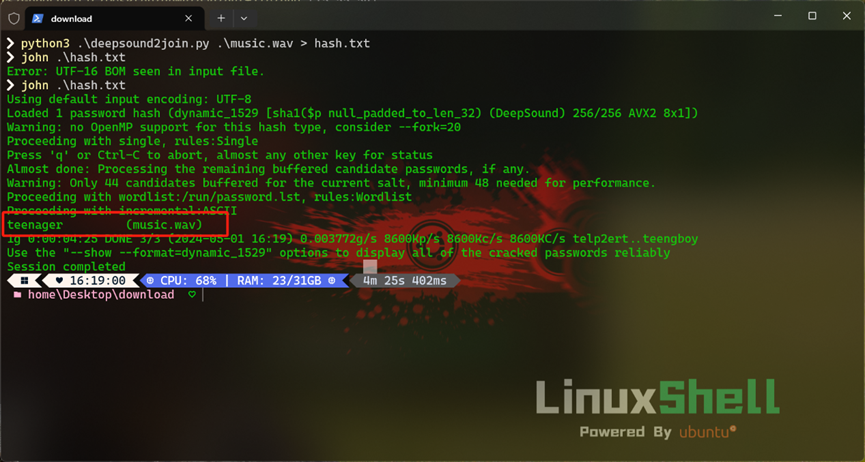 download
❯ python3 .\deepsound2join.py .\music.wav > hash.txt
❯ john .\hash.txt
Error: UTF-16 BOM seen in input file.
❯ john .\hash.txt
Using default input encoding: UTF-8
Loaded 1 password hash (dynamic_1529 [sha1($p null_padded_to_len_32) (DeepSound) 256/256 AVX2 8x1])
Warning: no OpenMP support for this hash type, consider --fork=20
Proceeding with single, rules:Single
Press 'q' or Ctrl-C to abort, almost any other key for status
Almost done: Processing the remaining buffered candidate passwords, if any.
Warning: Only 44 candidates buffered for the current salt, minimum 48 needed for performance.
Proceeding with wordlist:/run/password.lst, rules:Wordlist
Proceeding with incremental:ASCII
teenager (music.wav)
1g 0:00:04:25 DONE 3/3 (2024-05-01 16:19) 0.003772g/s 8600Kp/s 8600Kc/s 8600KC/s telp2ert..teengboy
Use the "--show --format=dynamic_1529" options to display all of the cracked passwords reliably
Session completed
16:19:00 CPU: 68% | RAM: 23/31GB 4m 25s 402ms
home\Desktop\download
LinuxShell
Powered By ubuntu